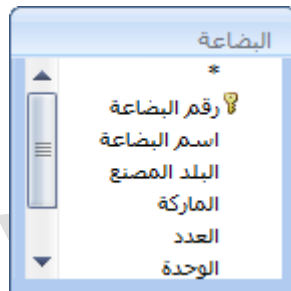 البضاعة
*
رقم البضاعة
اسم البضاعة
البلد المصنع
الماركة
العدد
الوحدة